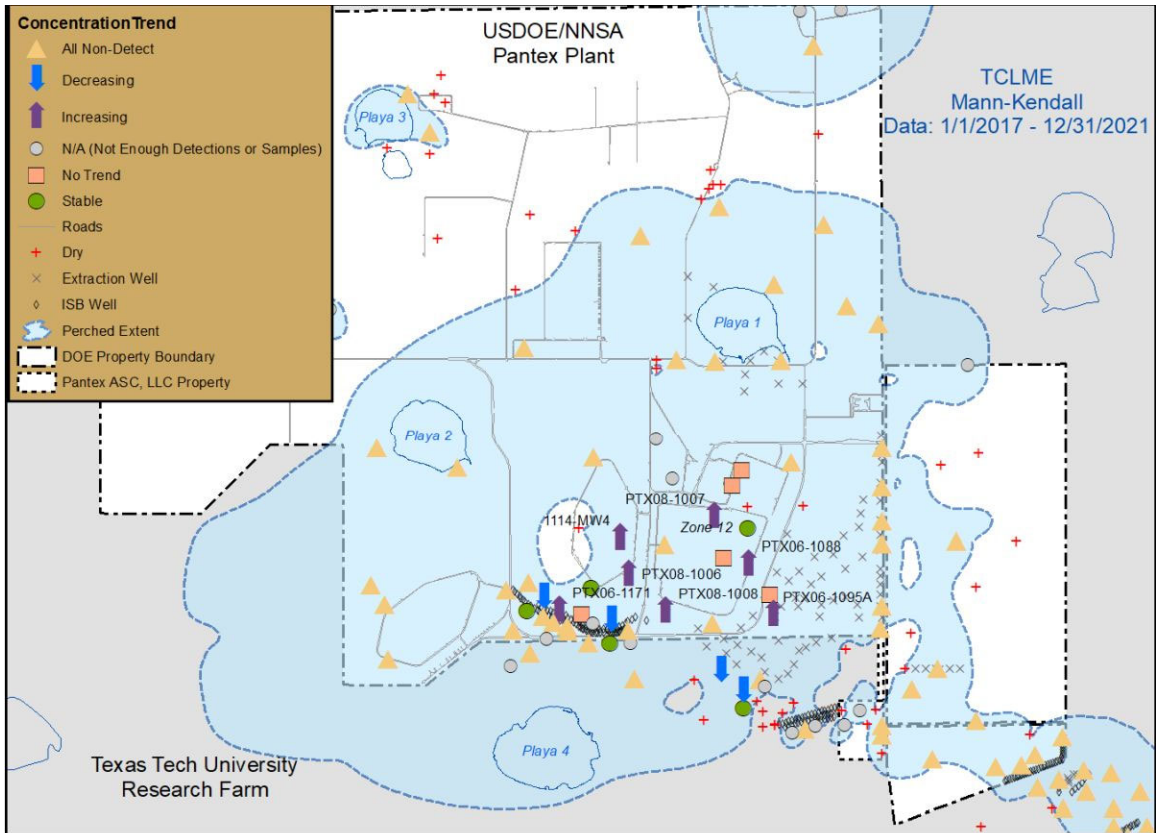 ConcentrationTrend
All Non-Detect
Decreasing
Increasing
N/A (Not Enough Detections or Samples)
No Trend
Stable
Roads
Dry
Extraction Well
ISB Well
Perched Extent
DOE Property Boundary
Pantex ASC, LLC Property
USDOE/NNSA
Pantex Plant
TCLME
Mann-Kendall
Data: 1/1/2017 - 12/31/2021
Playa 3
Playa 1
Playa 2
PTX08-1007
1114-MW4
Zone 12
PTX06-1088
PTX08-1006
PTX06-1171
PTX08-1008
PTX06-1095A
Playa 4
Texas Tech University
Research Farm